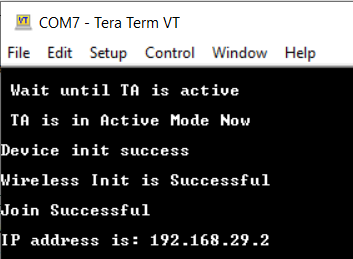 VT COM7 - Tera Term VT
File Edit Setup Control Window Help
Wait until TA is active
TA is in Active Mode Now
Device init success
Wireless Init is Successful
Join Successful
IP address is: 192.168.29.2